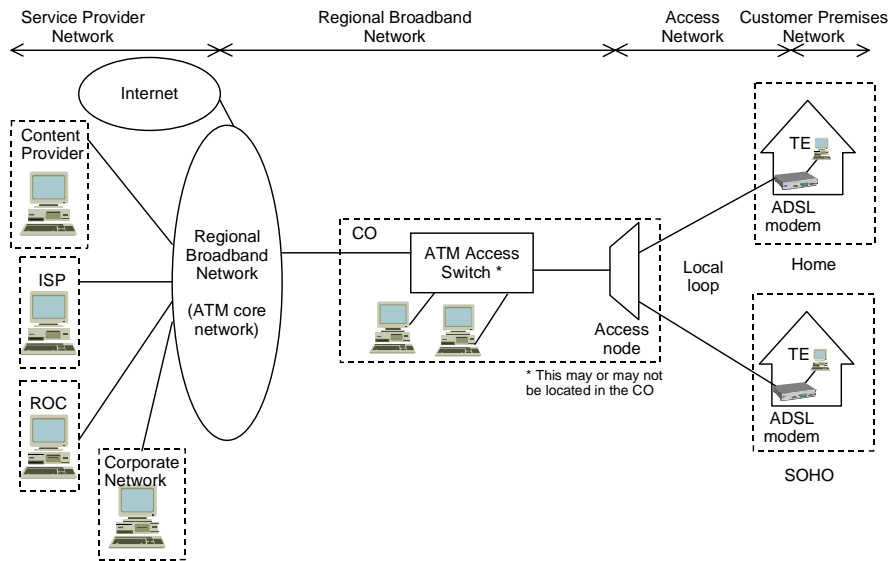 Service Provider
Network
Regional Broadband
Network
Access
Network
Customer Premises
Network
Internet
Content
Provider
ISP
ROC
Corporate
Network
Regional
Broadband
Network
(ATM core
network)
CO
ATM Access
Switch *
Access
node
* This may or may not
be located in the CO
Local
loop
TE
ADSL
modem
Home
TE
ADSL
modem
SOHO